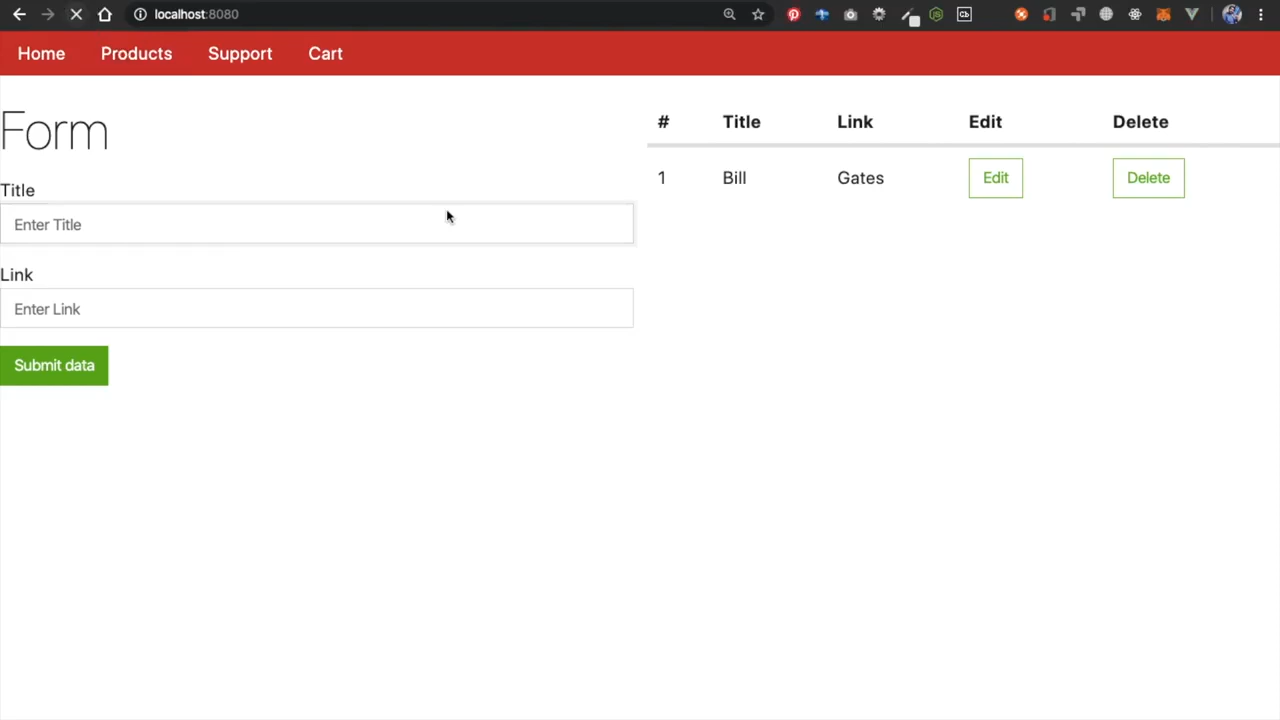 localhost:8080
Home Products Support Cart
Form
Title
Enter Title
Link
Enter Link
Submit data
# Title Link Edit Delete
1 Bill Gates Edit Delete